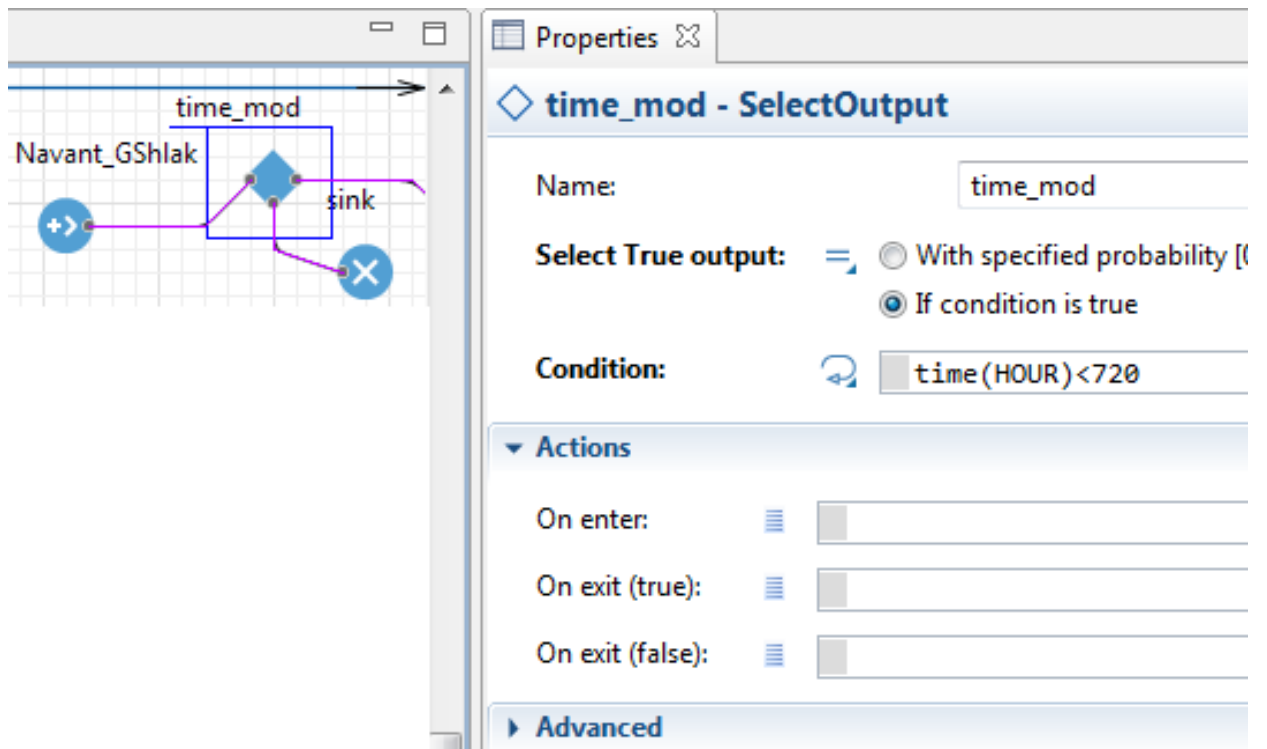 time_mod
Navant_GShlak
sink
Properties
time_mod - SelectOutput
Name:
time_mod
Select True output:
With specified probability [0
If condition is true
Condition:
time(HOUR)<720
Actions
On enter:
On exit (true):
On exit (false):
Advanced